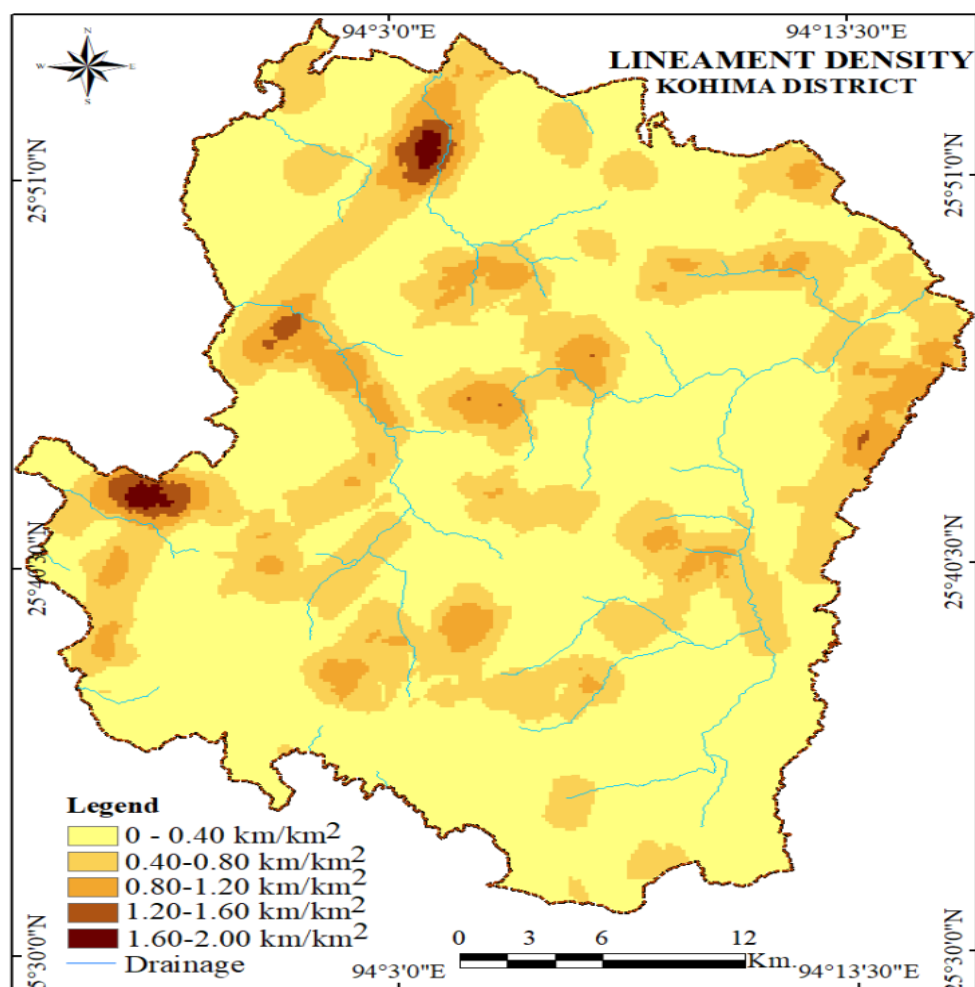 94°3'0"E
94°13'30"E
N
W
E
S
LINEAMENT DENSITY
KOHIMA DISTRICT
25°51'0"N
25°51'0"N
25°40'30"N
25°40'30"N
Legend
0 - 0.40 km/km²
0.40-0.80 km/km²
0.80-1.20 km/km²
1.20-1.60 km/km²
1.60-2.00 km/km²
Drainage
0 3 6 12
Km.
25°30'0"N
25°30'0"N
94°3'0"E
94°13'30"E